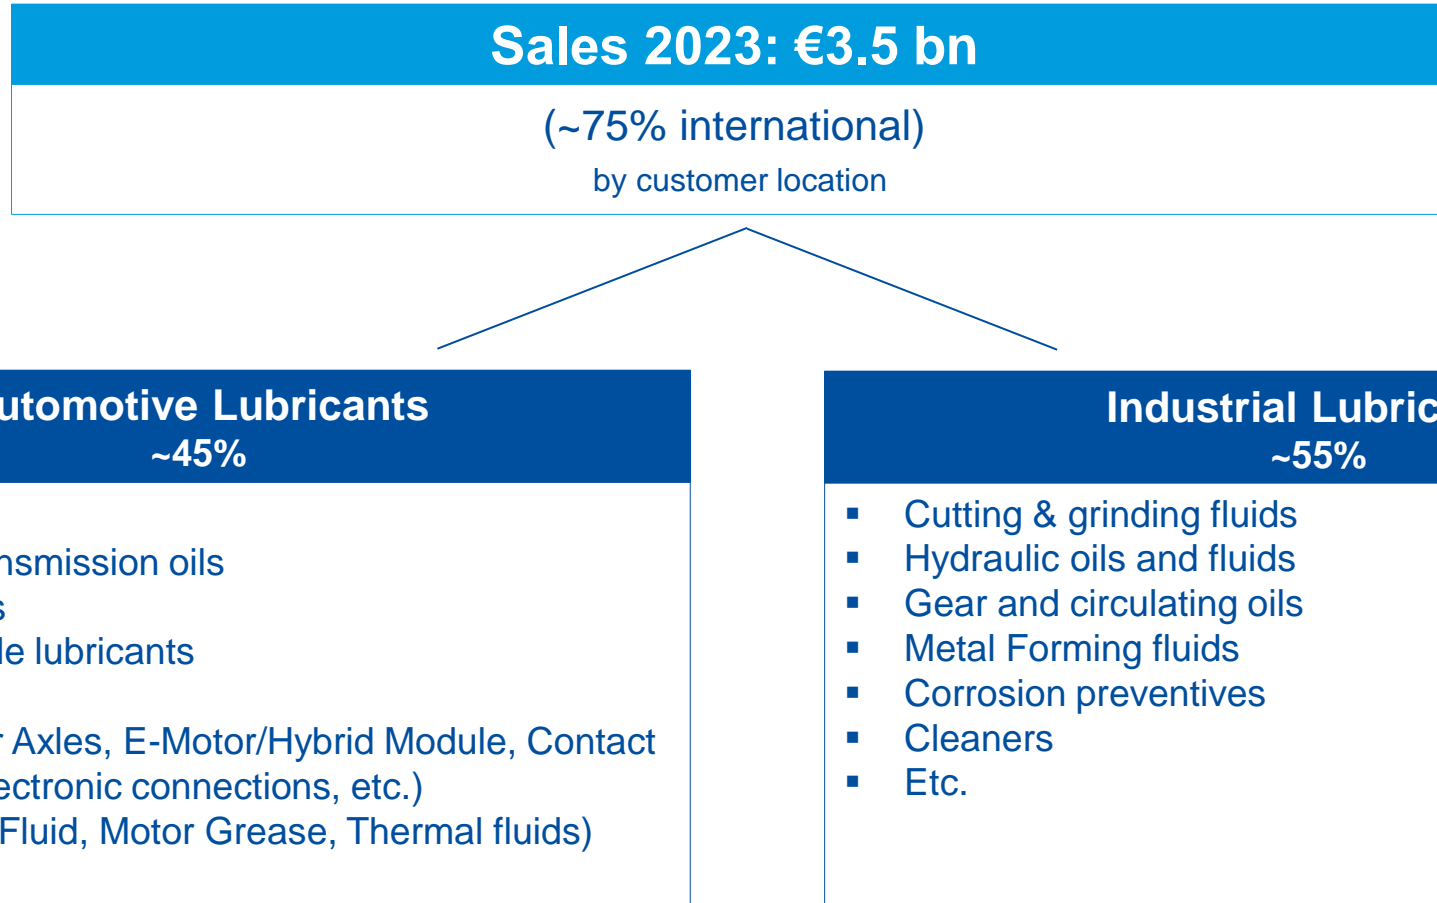 Sales 2023: €3.5 bn
(~75% international)
by customer location
utomotive Lubricants
~45%
nsmission oils
s
le lubricants
r Axles, E-Motor/Hybrid Module, Contact
ectronic connections, etc.)
Fluid, Motor Grease, Thermal fluids)
Industrial Lubric
~55%
▪ Cutting & grinding fluids
▪ Hydraulic oils and fluids
▪ Gear and circulating oils
▪ Metal Forming fluids
▪ Corrosion preventives
▪ Cleaners
▪ Etc.